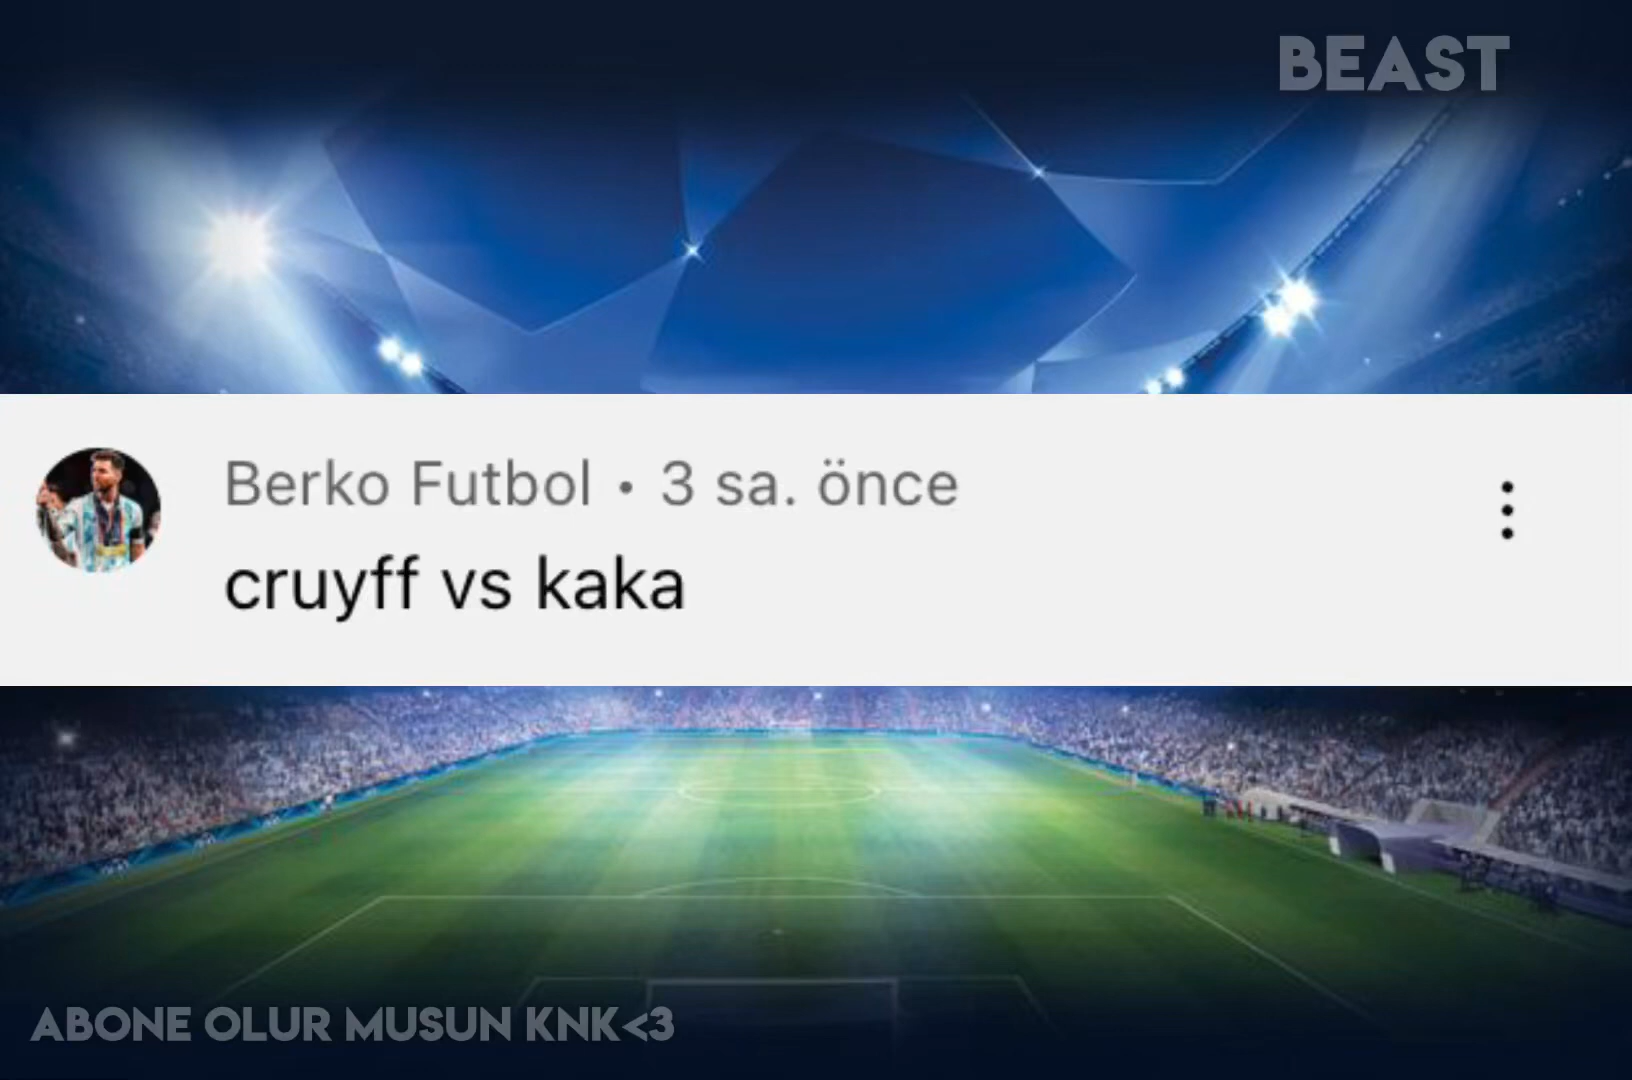 BEAST
Berko Futbol • 3 sa. önce
cruyff vs kaka
ABONE OLUR MUSUN KNK<3